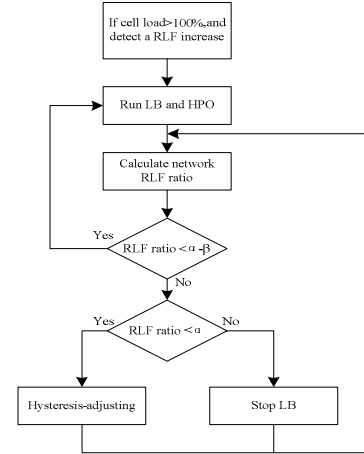 If cell load>100%,and
detect a RLF increase
Run LB and HPO
Calculate network
RLF ratio
Yes
RLF ratio<α-β
No
Yes
RLF ratio<α
No
Hysteresis-adjusting
Stop LB